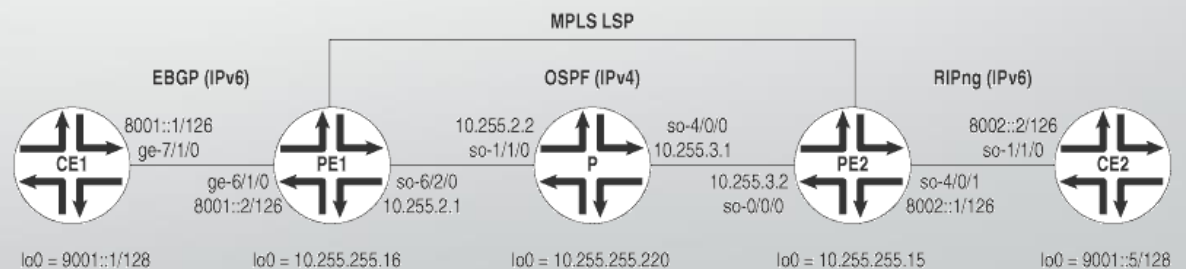 MPLS LSP
EBGP (IPv6)
OSPF (IPv4)
RIPng (IPv6)
8001::1/126
ge-7/1/0
CE1
ge-6/1/0
8001::2/126
PE1
so-6/2/0
10.255.2.1
10.255.2.2
so-1/1/0
P
so-4/0/0
10.255.3.1
10.255.3.2
so-0/0/0
PE2
so-4/0/1
8002::1/126
8002::2/126
so-1/1/0
CE2
lo0 = 9001::1/128
lo0 = 10.255.255.16
lo0 = 10.255.255.220
lo0 = 10.255.255.15
lo0 = 9001::5/128